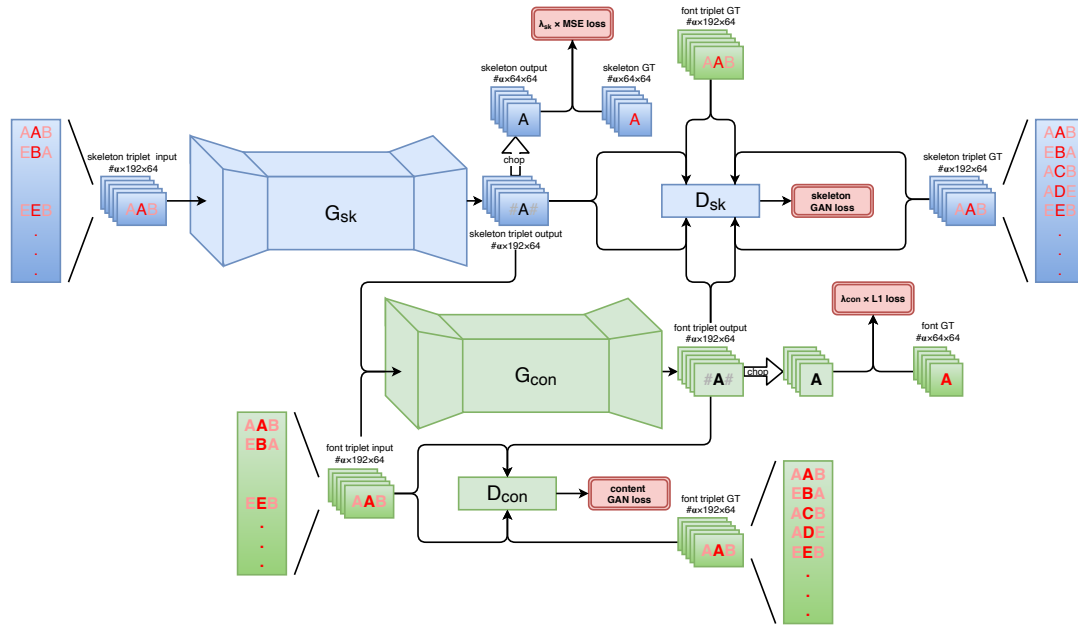 font triplet GT
#α×192×64
AAB
λsk × MSE loss
skeleton output
#α×64×64
A
skeleton GT
#α×64×64
A
chop
AAB
EBA
EEB
.
.
.
skeleton triplet input
#α×192×64
AAB
Gsk
#A#
skeleton triplet output
#α×192×64
Dsk
skeleton
GAN loss
skeleton triplet GT
#α×192×64
AAB
AAB
EBA
ACB
ADE
EEB
.
.
.
Gcon
font triplet output
#α×192×64
#A#
chop
A
λcon × L1 loss
font GT
#α×64×64
A
AAB
EBA
EEB
.
.
.
font triplet input
#α×192×64
AAB
Dcon
content
GAN loss
font triplet GT
#α×192×64
AAB
AAB
EBA
ACB
ADE
EEB
.
.
.